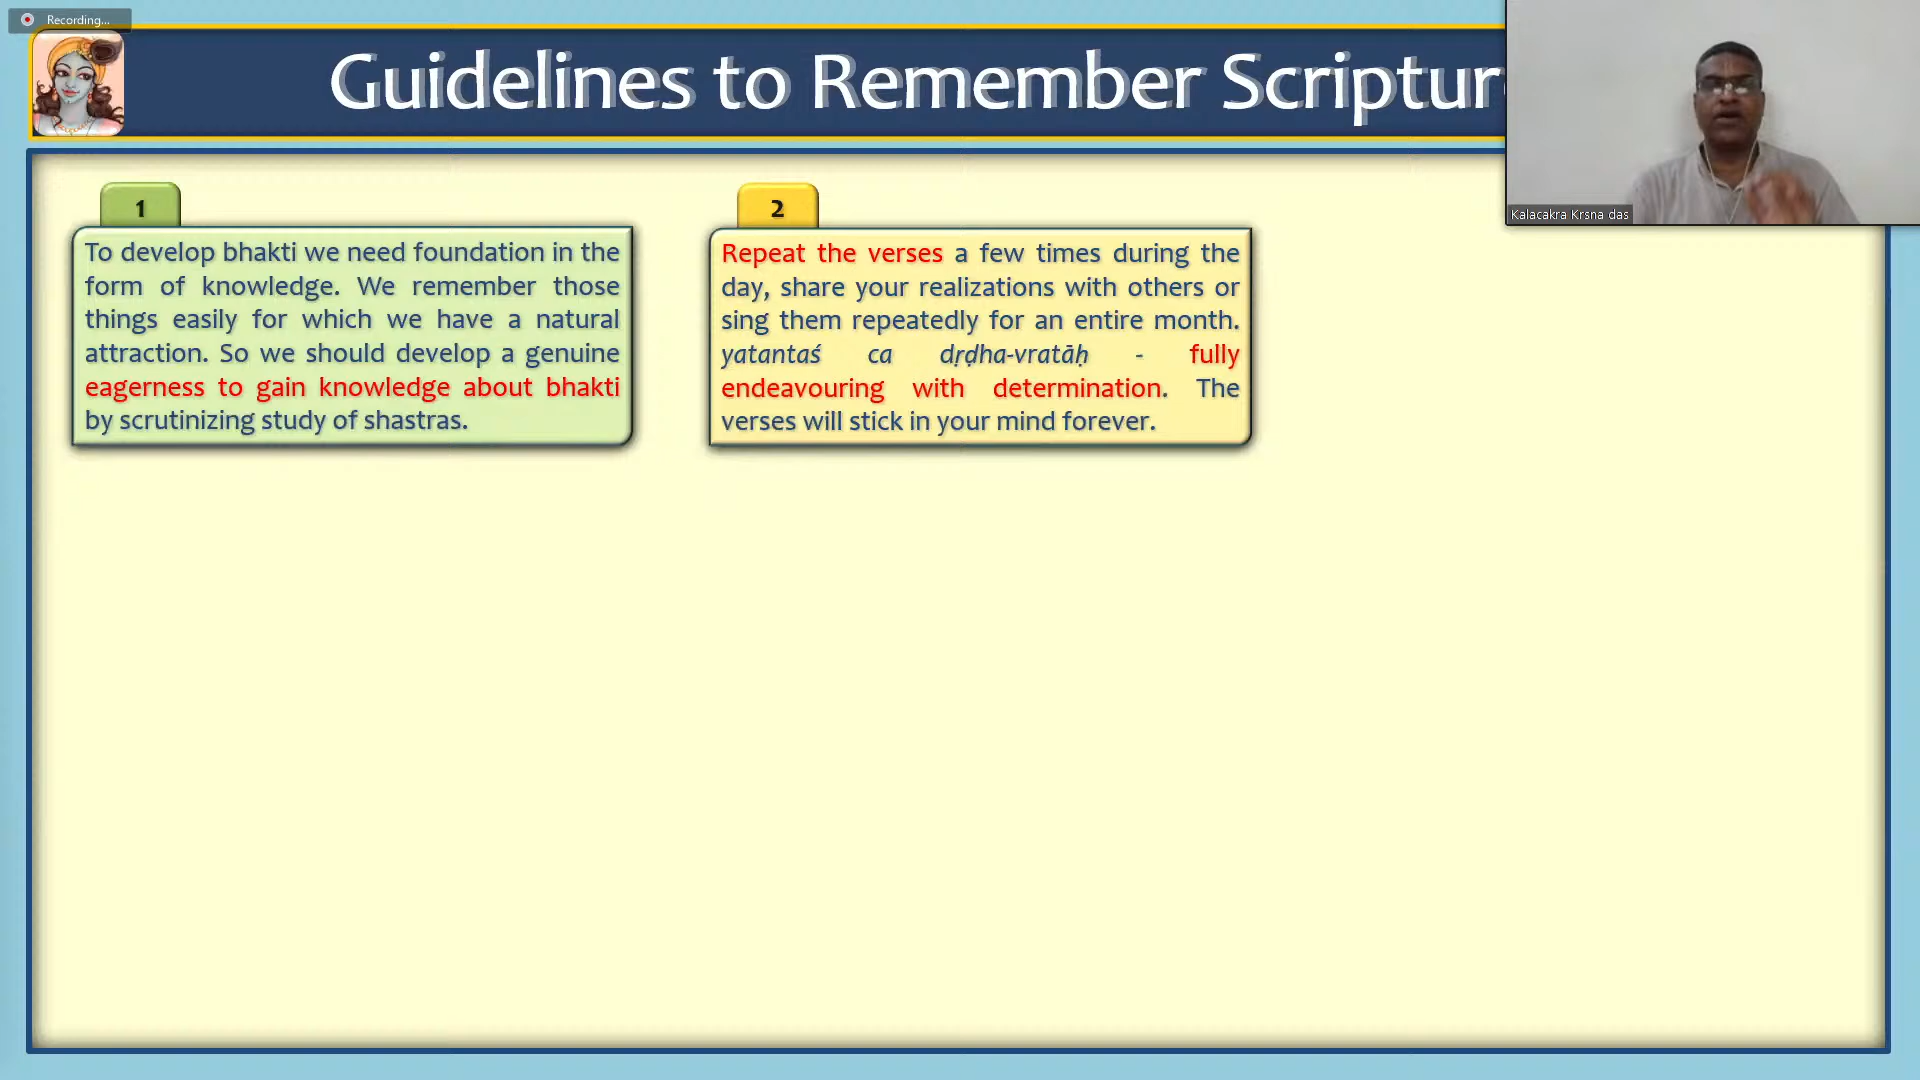 Recording...
Guidelines to Remember Scriptur
Kalacakra Krsna das
1
To develop bhakti we need foundation in the
form of knowledge. We remember those
things easily for which we have a natural
attraction. So we should develop a genuine
eagerness to gain knowledge about bhakti
by scrutinizing study of shastras.
2
Repeat the verses a few times during the
day, share your realizations with others or
sing them repeatedly for an entire month.
yatantaś ca dṛḍha-vratāḥ - fully
endeavouring with determination. The
verses will stick in your mind forever.